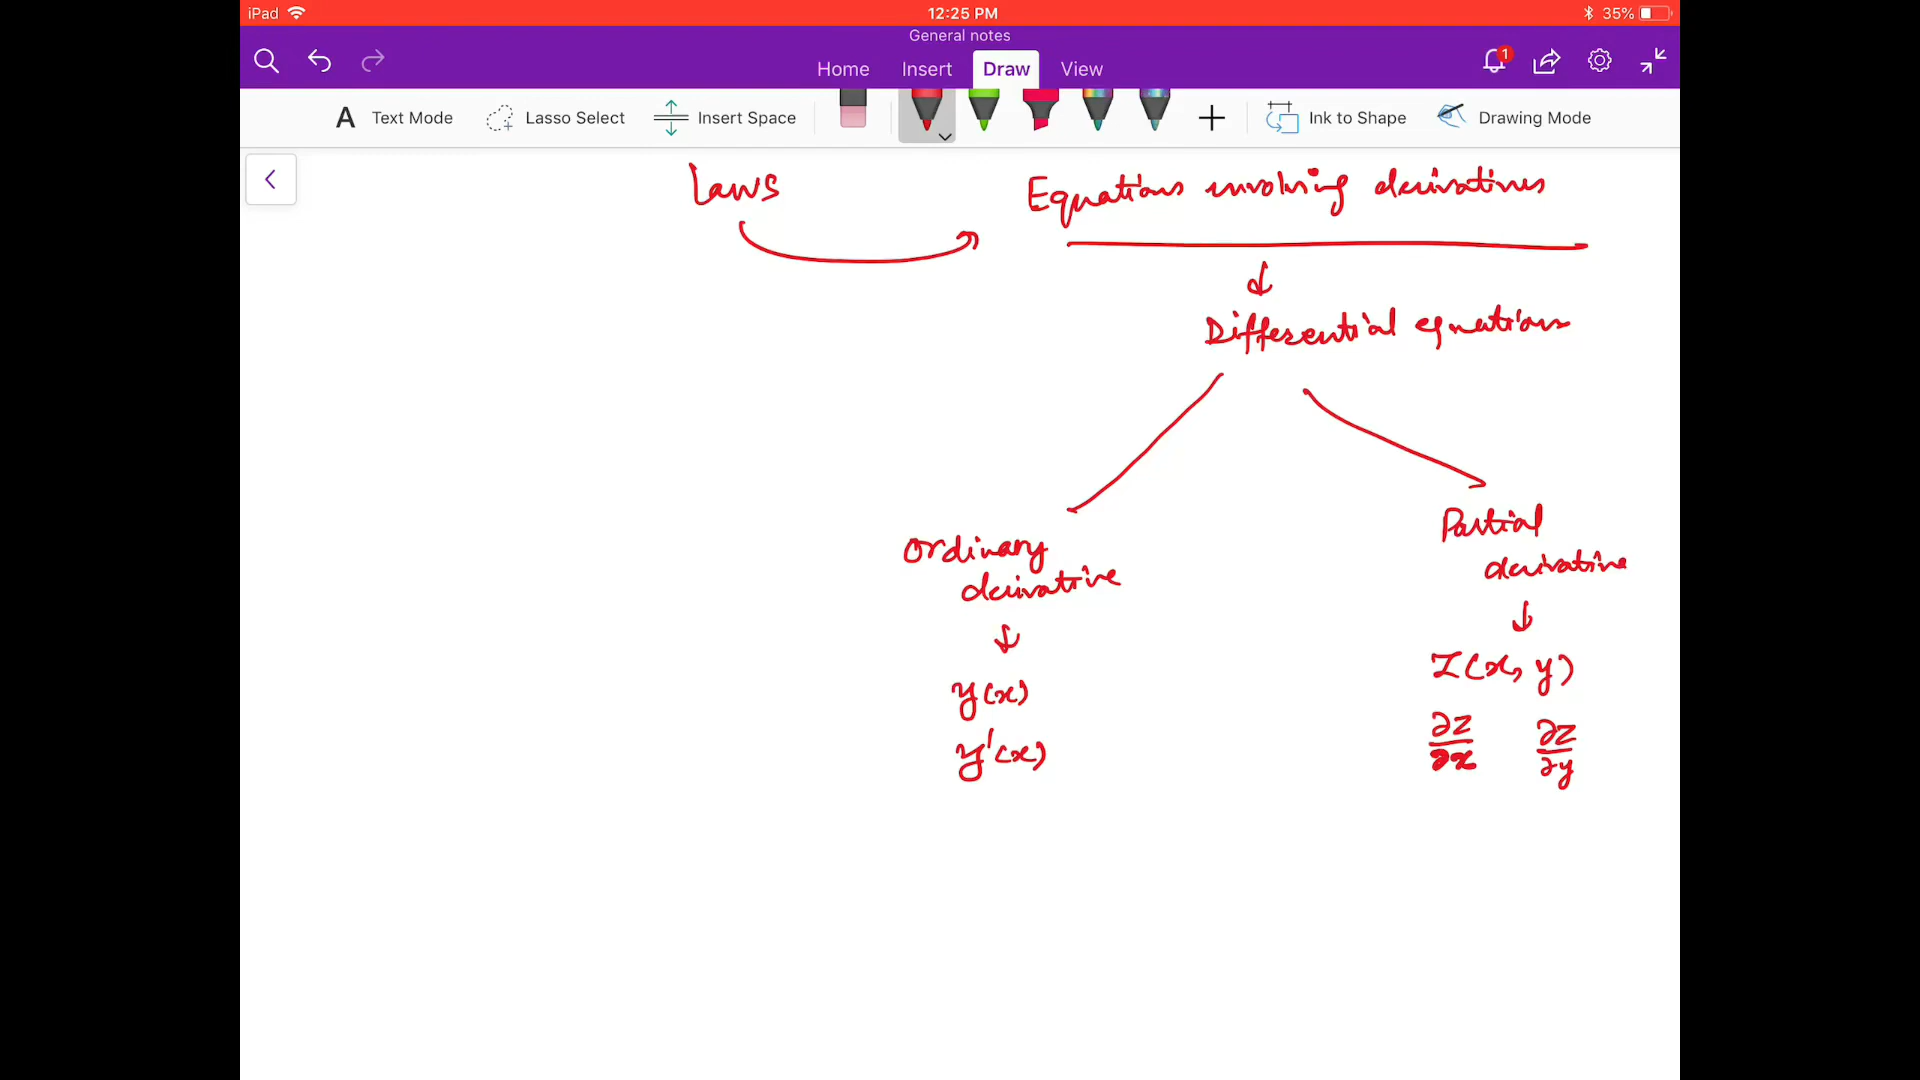 iPad 12:25 PM 35%
General notes
Home Insert Draw View 1
A Text Mode Lasso Select Insert Space Ink to Shape Drawing Mode
Laws Equations involving derivatives
Differential equations
Ordinary
derivative
Partial
derivative
y(x)
y'(x)
Z(x, y)
∂z/∂x ∂z/∂y